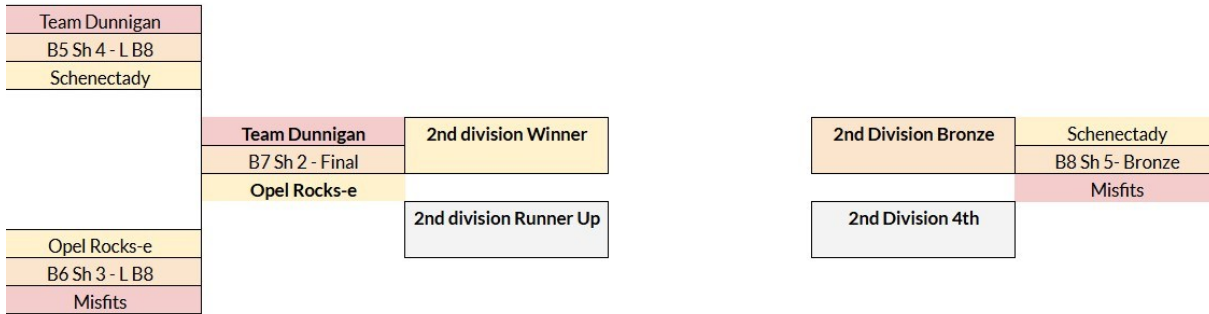 Team Dunnigan
B5 Sh 4 - L B8
Schenectady
Team Dunnigan
2nd division Winner
2nd Division Bronze
Schenectady
B7 Sh 2 - Final
B8 Sh 5- Bronze
Opel Rocks-e
Misfits
2nd division Runner Up
2nd Division 4th
Opel Rocks-e
B6 Sh 3 - L B8
Misfits